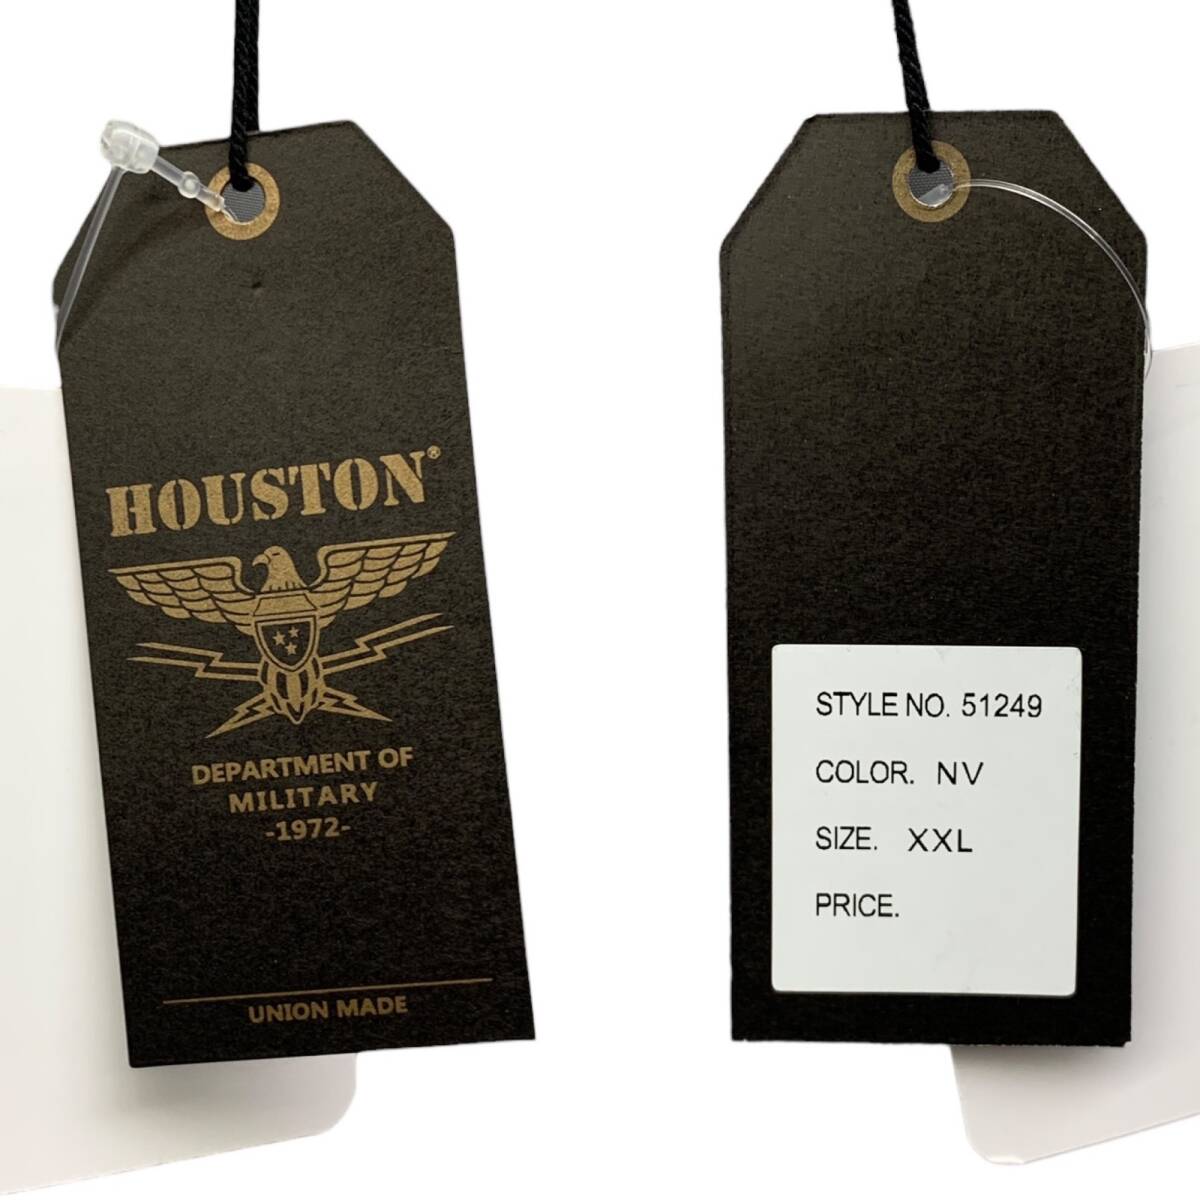 HOUSTON®
DEPARTMENT OF
MILITARY
-1972-
UNION MADE
STYLE NO. 51249
COLOR. NV
SIZE. XXL
PRICE.